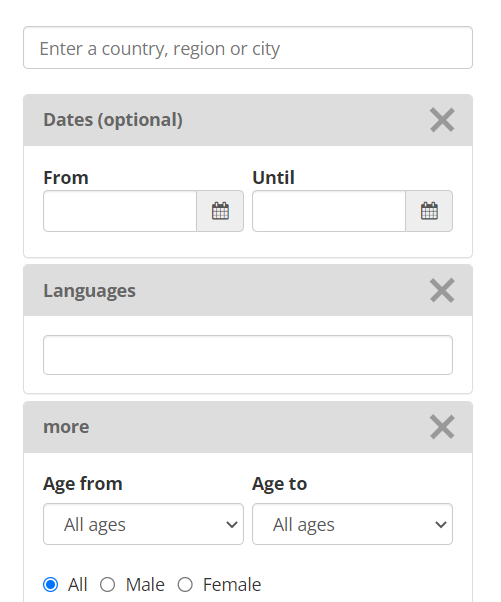 Enter a country, region or city
Dates (optional)
From Until
Languages
more
Age from Age to
All ages All ages
All Male Female